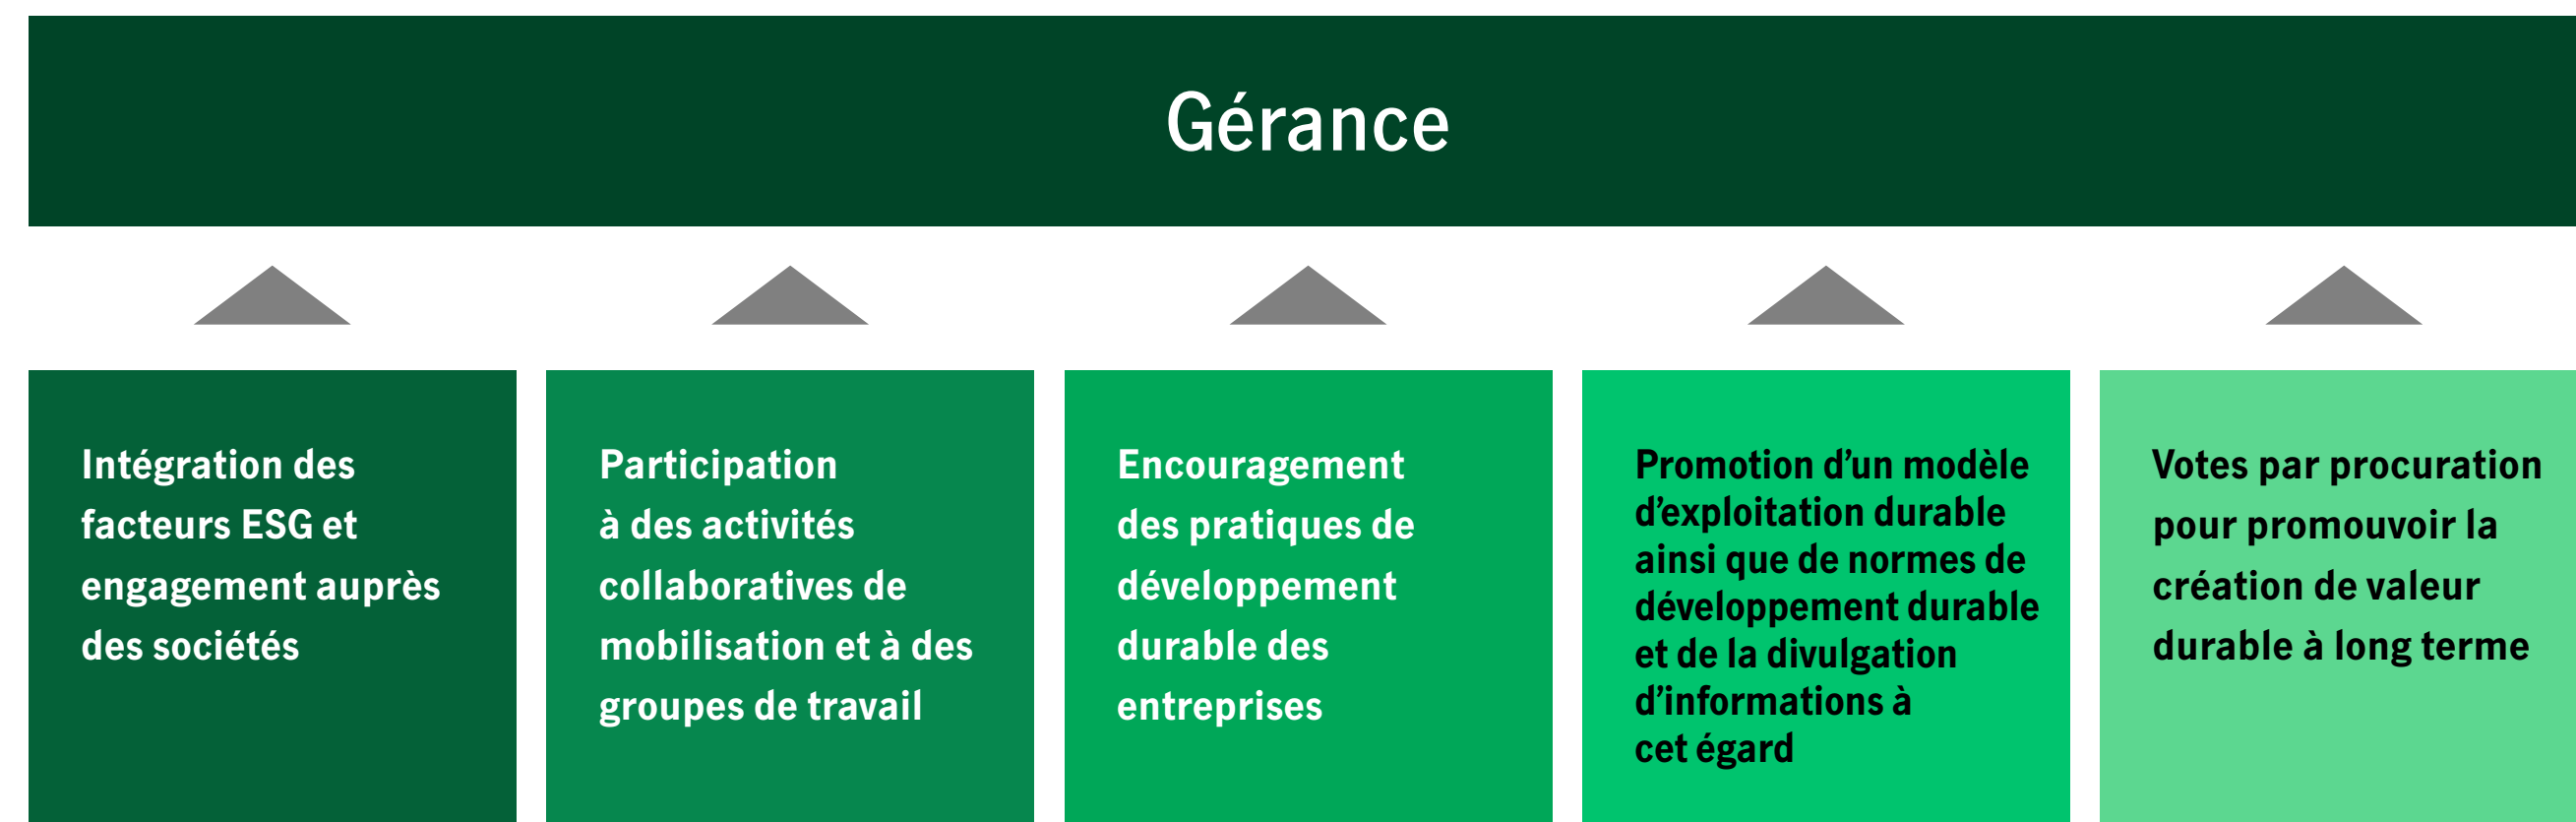 Gérance
Intégration des
facteurs ESG et
engagement auprès
des sociétés
Participation
à des activités
collaboratives de
mobilisation et à des
groupes de travail
Encouragement
des pratiques de
développement
durable des
entreprises
Promotion d’un modèle
d’exploitation durable
ainsi que de normes de
développement durable
et de la divulgation
d’informations à
cet égard
Votes par procuration
pour promouvoir la
création de valeur
durable à long terme